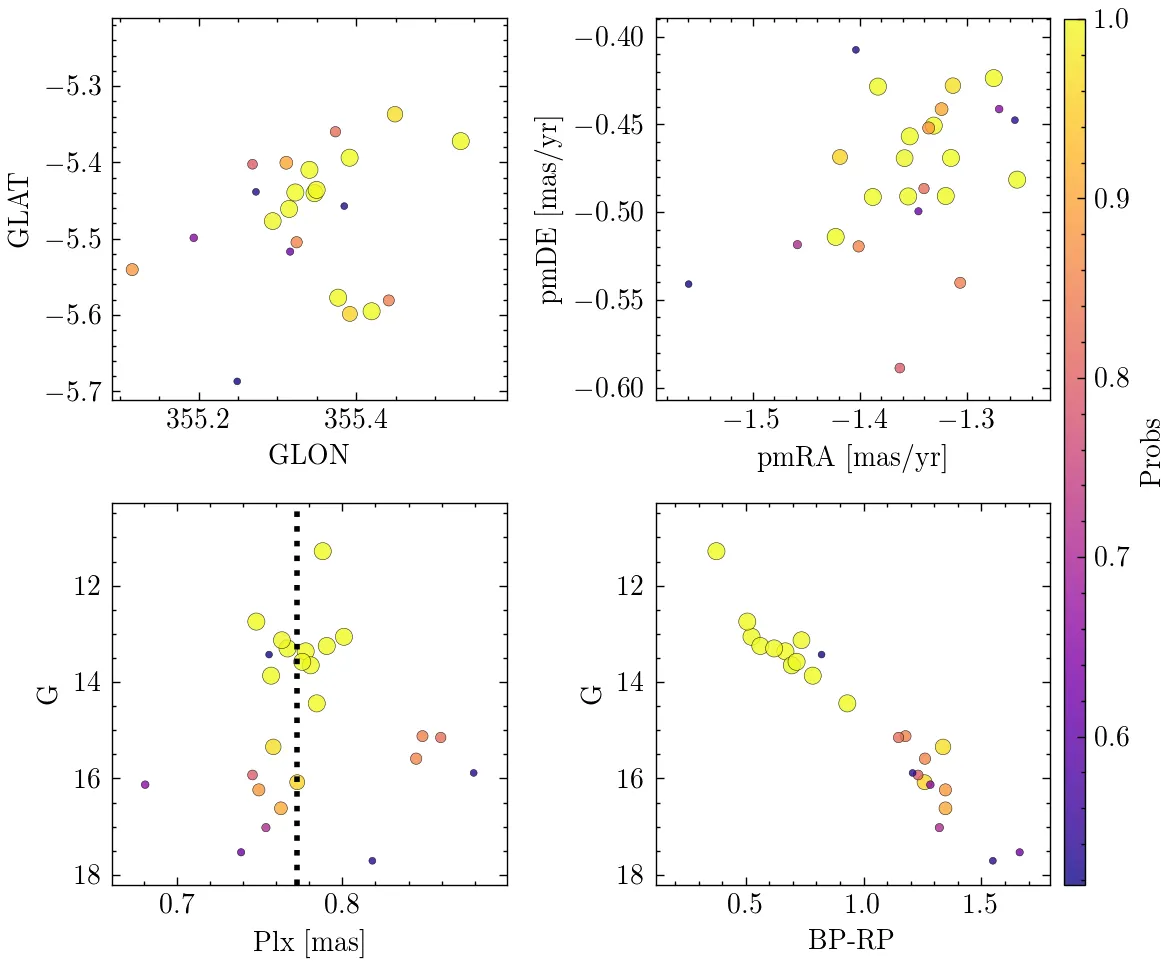 −5.3
−5.4
−5.5
−5.6
−5.7
GLAT
355.2 355.4
GLON
−0.40
−0.45
−0.50
−0.55
−0.60
pmDE [mas/yr]
−1.5 −1.4 −1.3
pmRA [mas/yr]
12
14
16
18
G
0.7 0.8
Plx [mas]
12
14
16
18
G
0.5 1.0 1.5
BP-RP
1.0
0.9
0.8
0.7
0.6
Probs